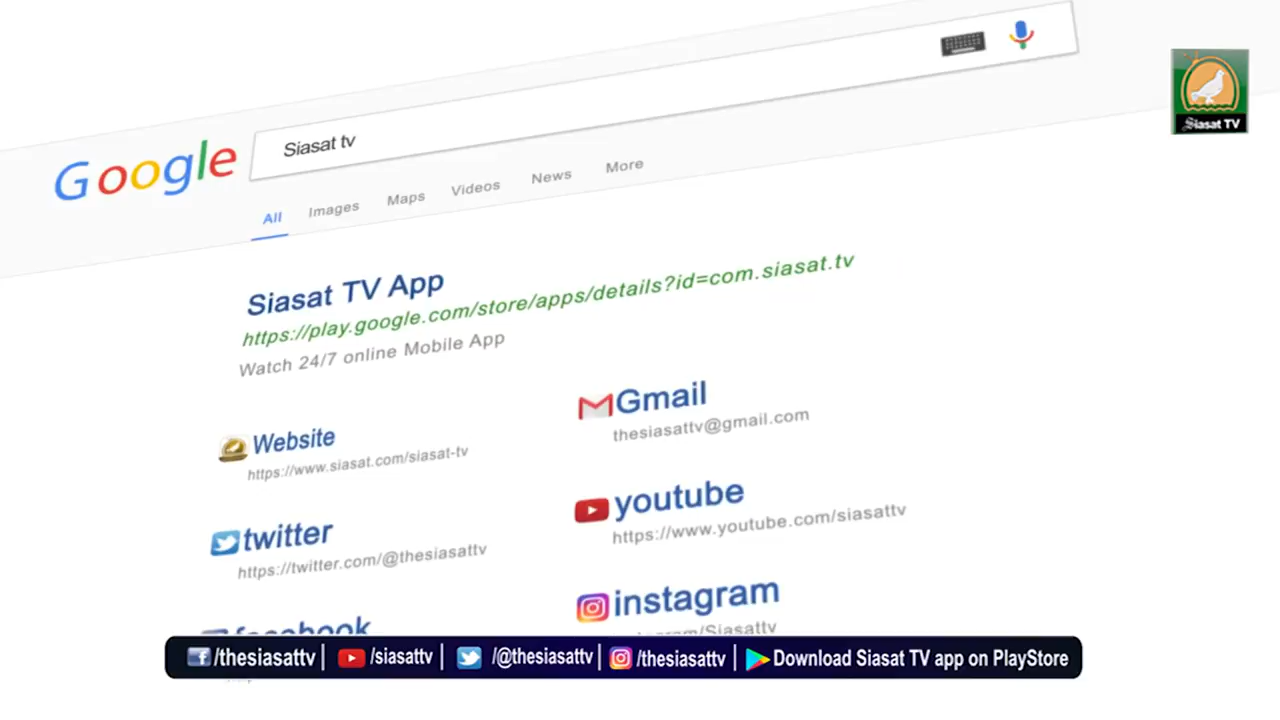 Siasat TV
Google
Siasat tv
All Images Maps Videos News More
Siasat TV App
https://play.google.com/store/apps/details?id=com.siasat.tv
Watch 24/7 online Mobile App
Website
https://www.siasat.com/siasat-tv
Gmail
thesiasattv@gmail.com
twitter
https://twitter.com/@thesiasattv
youtube
https://www.youtube.com/siasattv
facebook
instagram
/Siasattv
/thesiasattv | /siasattv | /@thesiasattv | /thesiasattv | Download Siasat TV app on PlayStore